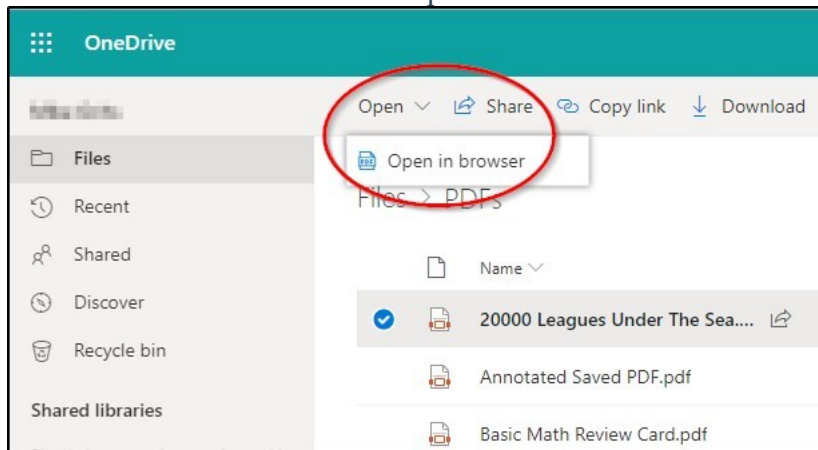 OneDrive
Open Share Copy link Download
Open in browser
Files > PDFs
Files
Recent
Shared
Discover
Recycle bin
Shared libraries
Name
20000 Leagues Under The Sea....
Annotated Saved PDF.pdf
Basic Math Review Card.pdf